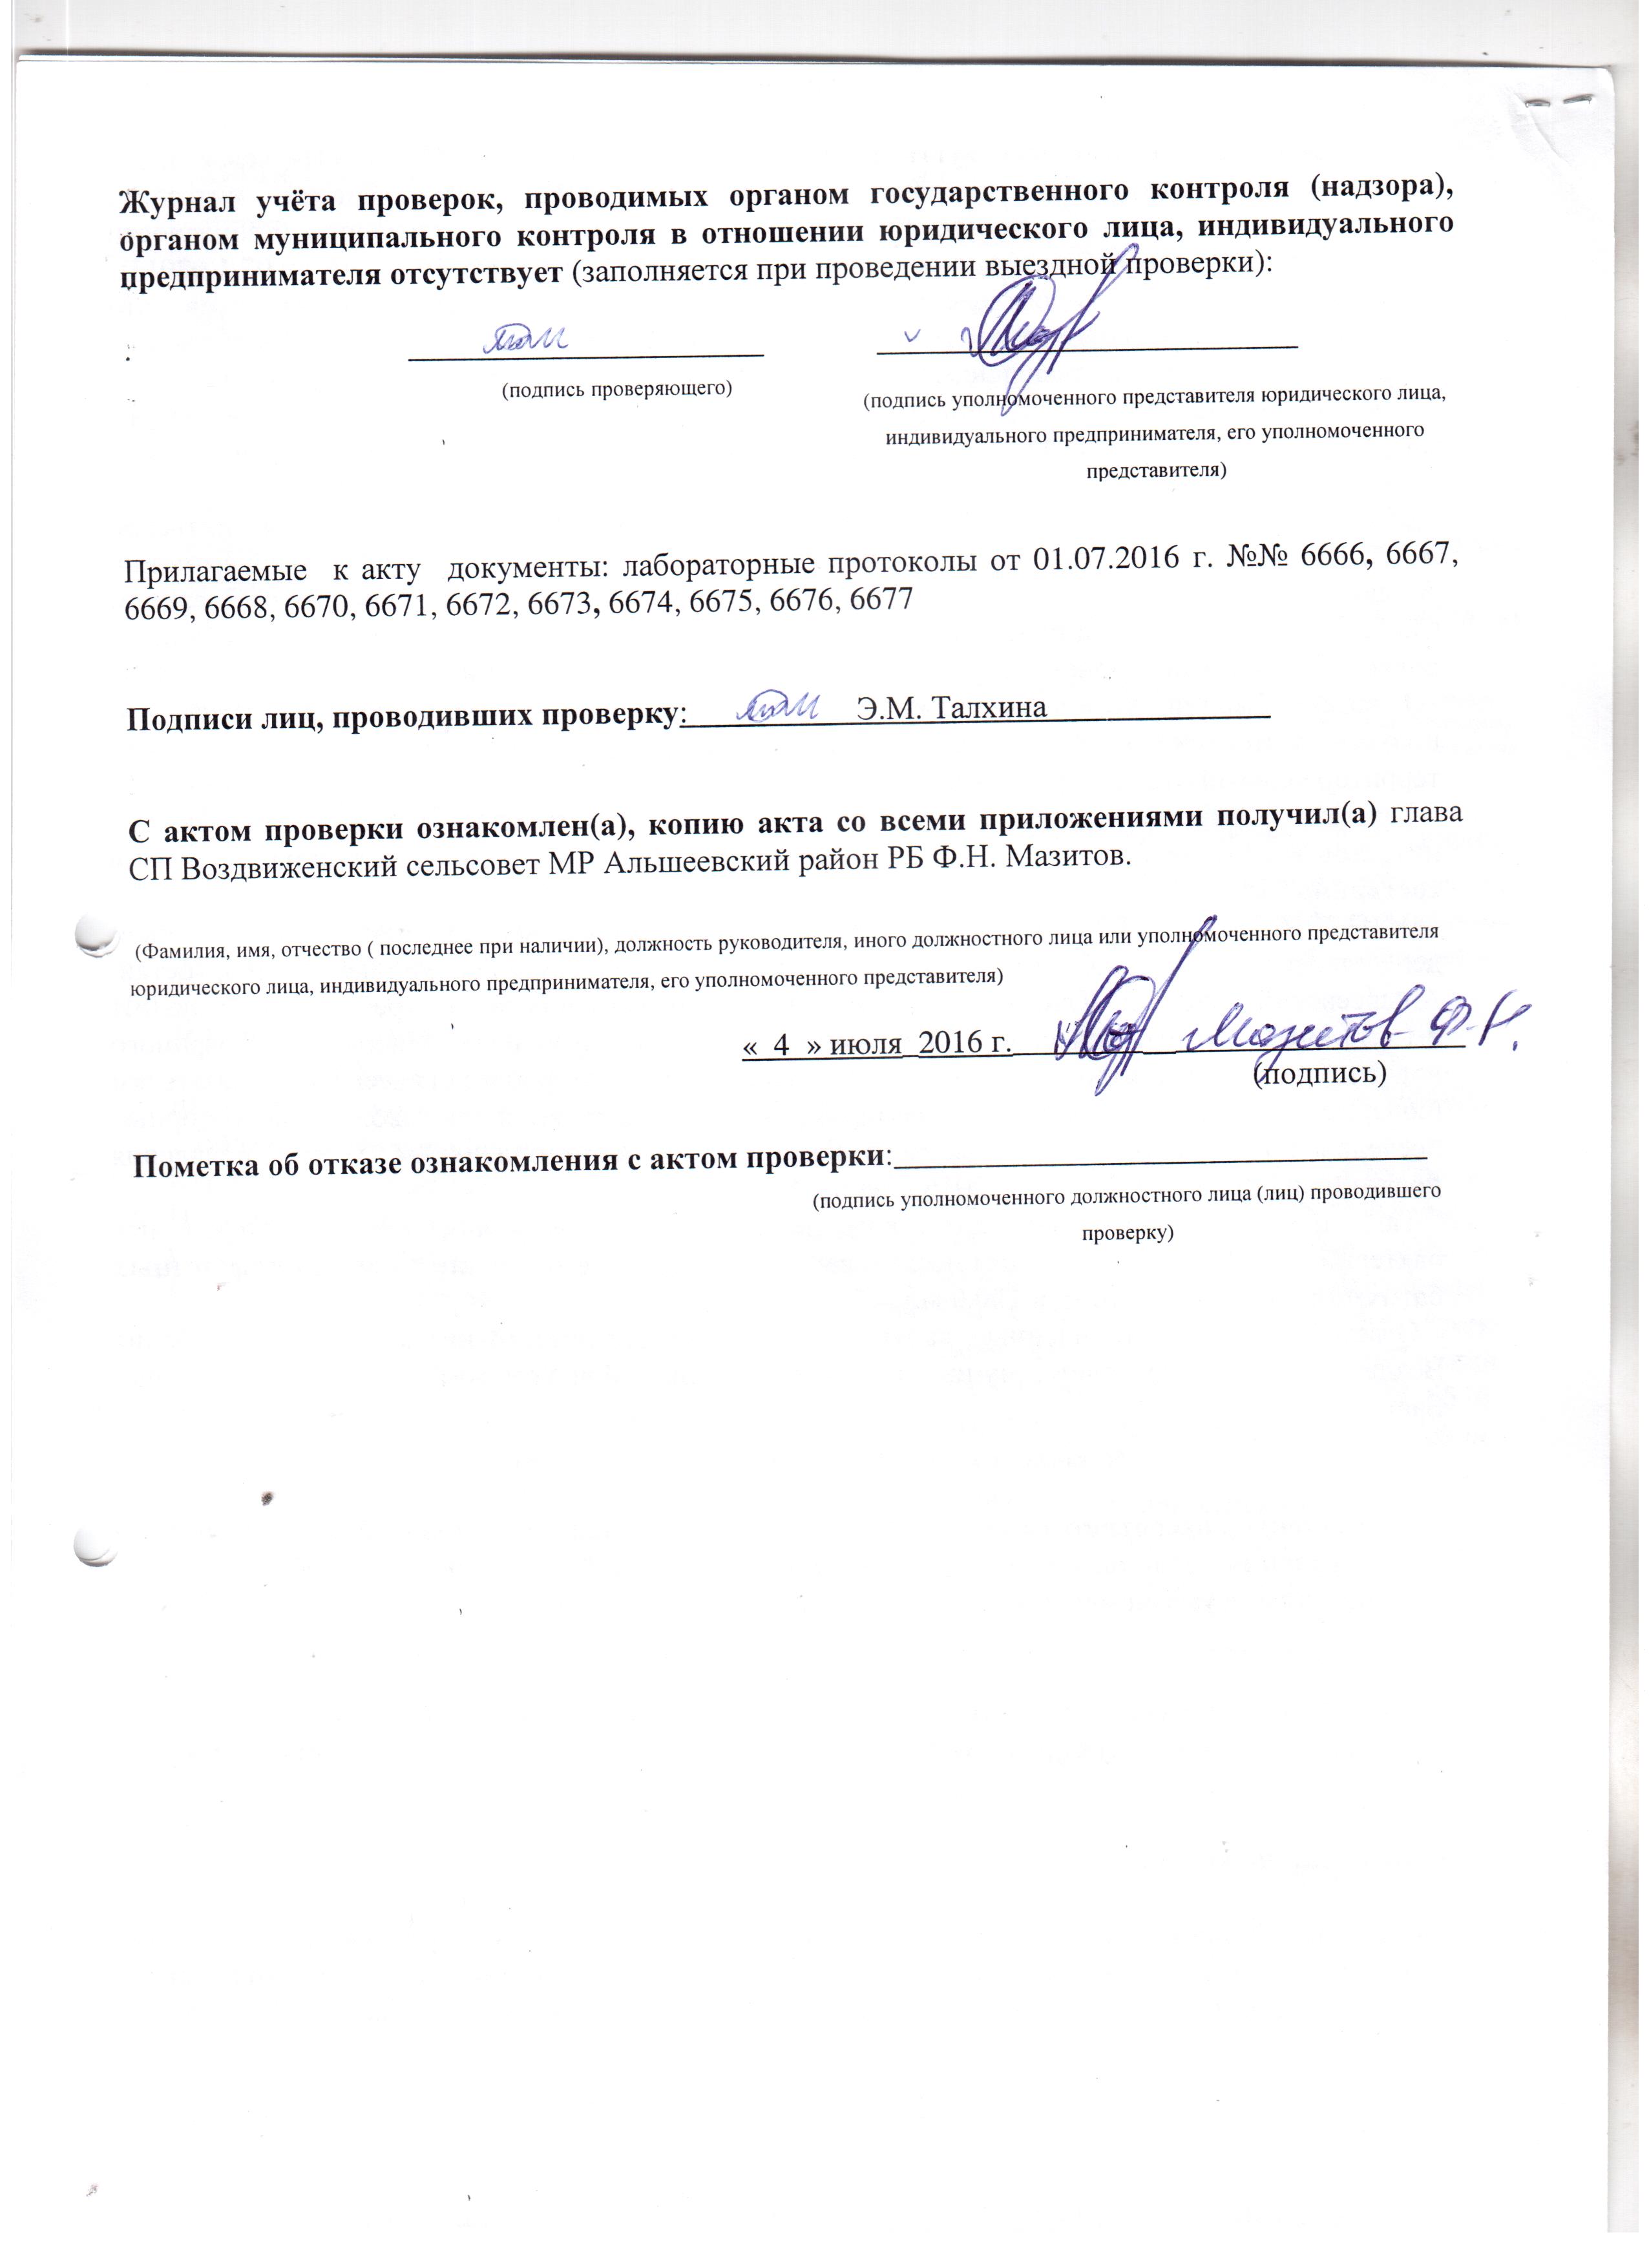 Журнал учёта проверок, проводимых органом государственного контроля (надзора),
органом муниципального контроля в отношении юридического лица, индивидуального
предпринимателя отсутствует (заполняется при проведении выездной проверки):
(подпись проверяющего)
(подпись уполномоченного представителя юридического лица,
индивидуального предпринимателя, его уполномоченного
представителя)
Прилагаемые к акту документы: лабораторные протоколы от 01.07.2016 г. №№ 6666, 6667,
6669, 6668, 6670, 6671, 6672, 6673, 6674, 6675, 6676, 6677
Подписи лиц, проводивших проверку: Э.М. Талхина
С актом проверки ознакомлен(а), копию акта со всеми приложениями получил(а) глава
СП Воздвиженский сельсовет МР Альшеевский район РБ Ф.Н. Мазитов.
(Фамилия, имя, отчество ( последнее при наличии), должность руководителя, иного должностного лица или уполномоченного представителя
юридического лица, индивидуального предпринимателя, его уполномоченного представителя)
« 4 » июля 2016 г. Мазитов Ф.Н.
(подпись)
Пометка об отказе ознакомления с актом проверки:
(подпись уполномоченного должностного лица (лиц) проводившего
проверку)